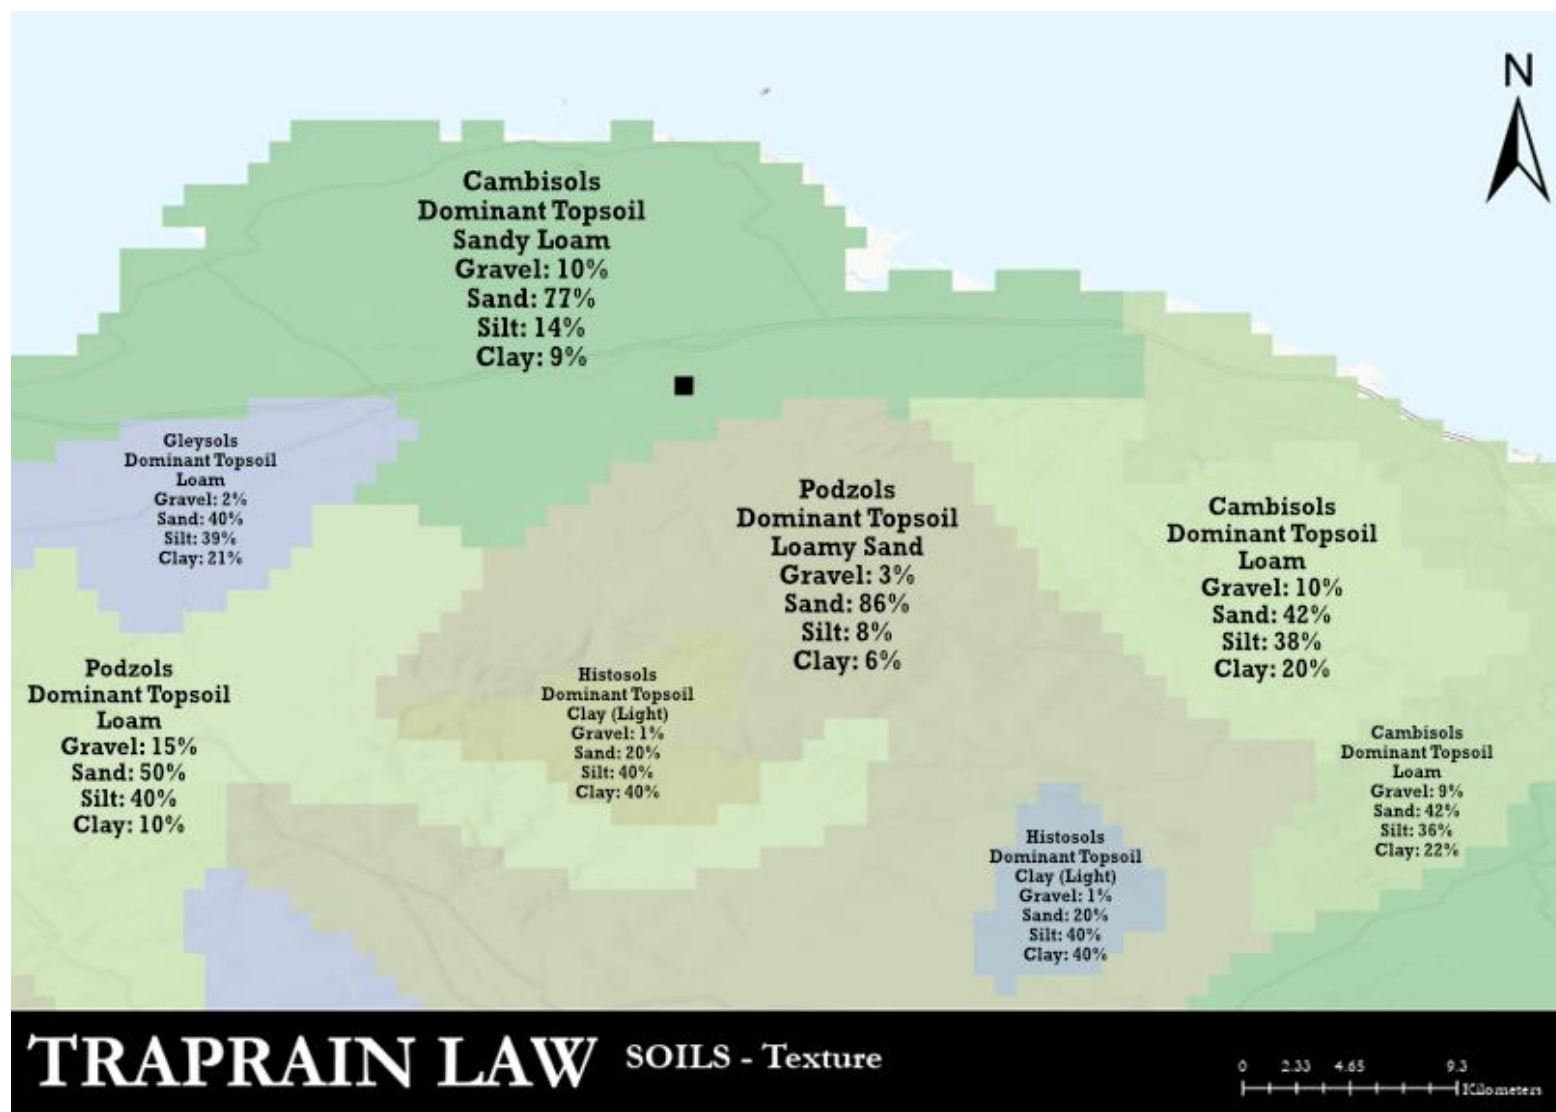 N
Cambisols
Dominant Topsoil
Sandy Loam
Gravel: 10%
Sand: 77%
Silt: 14%
Clay: 9%
Gleysols
Dominant Topsoil
Loam
Gravel: 2%
Sand: 40%
Silt: 39%
Clay: 21%
Podzols
Dominant Topsoil
Loamy Sand
Gravel: 3%
Sand: 86%
Silt: 8%
Clay: 6%
Cambisols
Dominant Topsoil
Loam
Gravel: 10%
Sand: 42%
Silt: 38%
Clay: 20%
Podzols
Dominant Topsoil
Loam
Gravel: 15%
Sand: 50%
Silt: 40%
Clay: 10%
Histosols
Dominant Topsoil
Clay (Light)
Gravel: 1%
Sand: 20%
Silt: 40%
Clay: 40%
Cambisols
Dominant Topsoil
Loam
Gravel: 9%
Sand: 42%
Silt: 36%
Clay: 22%
Histosols
Dominant Topsoil
Clay (Light)
Gravel: 1%
Sand: 20%
Silt: 40%
Clay: 40%
TRAPRAIN LAW SOILS - Texture
0 2.33 4.65 9.3
Kilometers